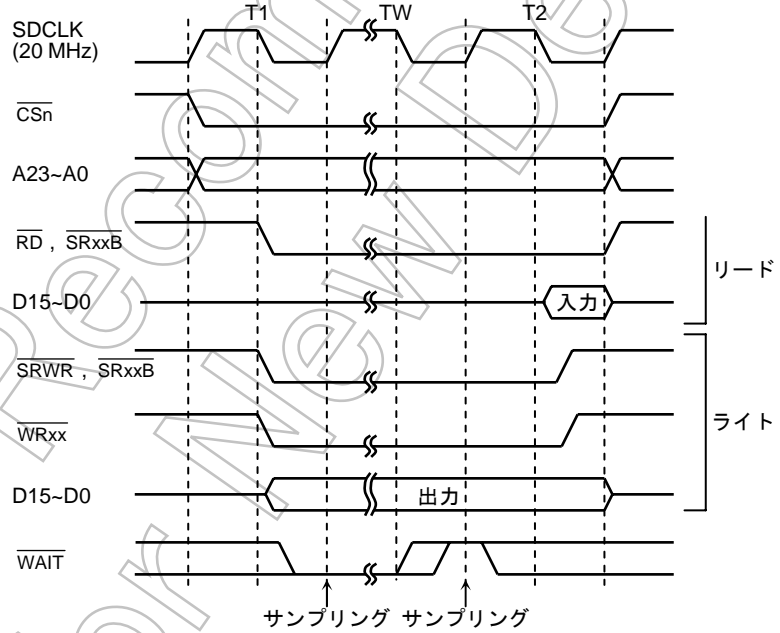 T1 TW T2
SDCLK
(20 MHz)
CSn
A23~A0
RD , SRxxB
リード
D15~D0
入力
SRWR , SRxxB
ライト
WRxx
D15~D0
出力
WAIT
サンプリング サンプリング